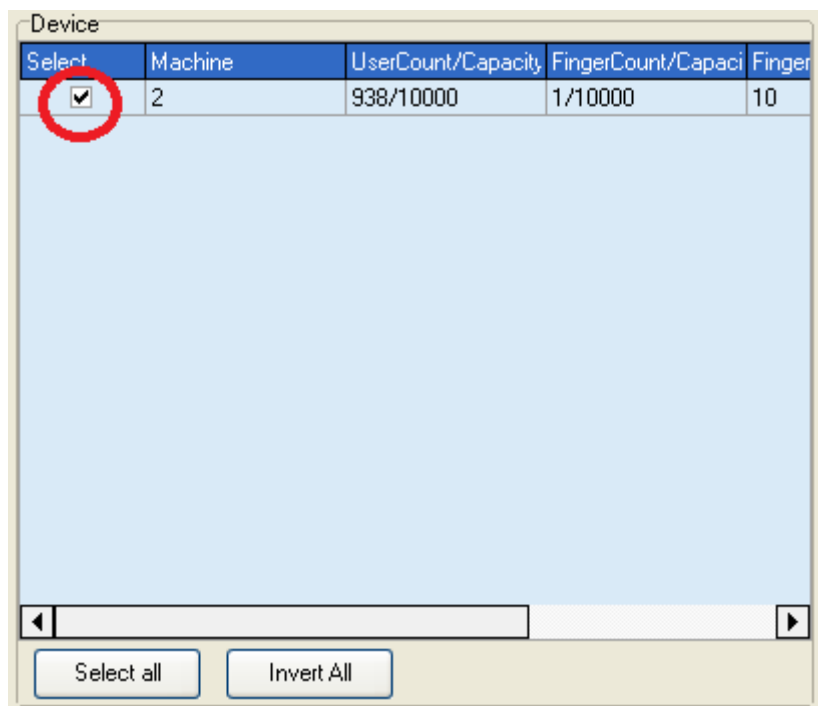 Device
Select Machine UserCount/Capacity FingerCount/Capaci Finger
2 938/10000 1/10000 10
Select all Invert All